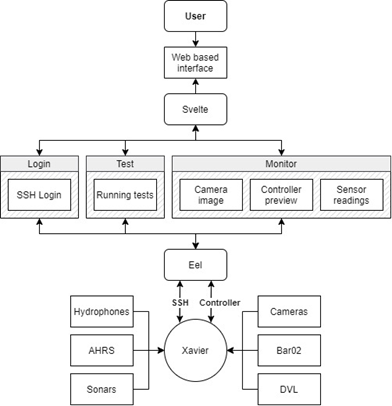 User
Web based
interface
Svelte
Login
Test
Monitor
SSH Login
Running tests
Camera
image
Controller
preview
Sensor
readings
Eel
SSH
Controller
Hydrophones
Cameras
AHRS
Xavier
Bar02
Sonars
DVL